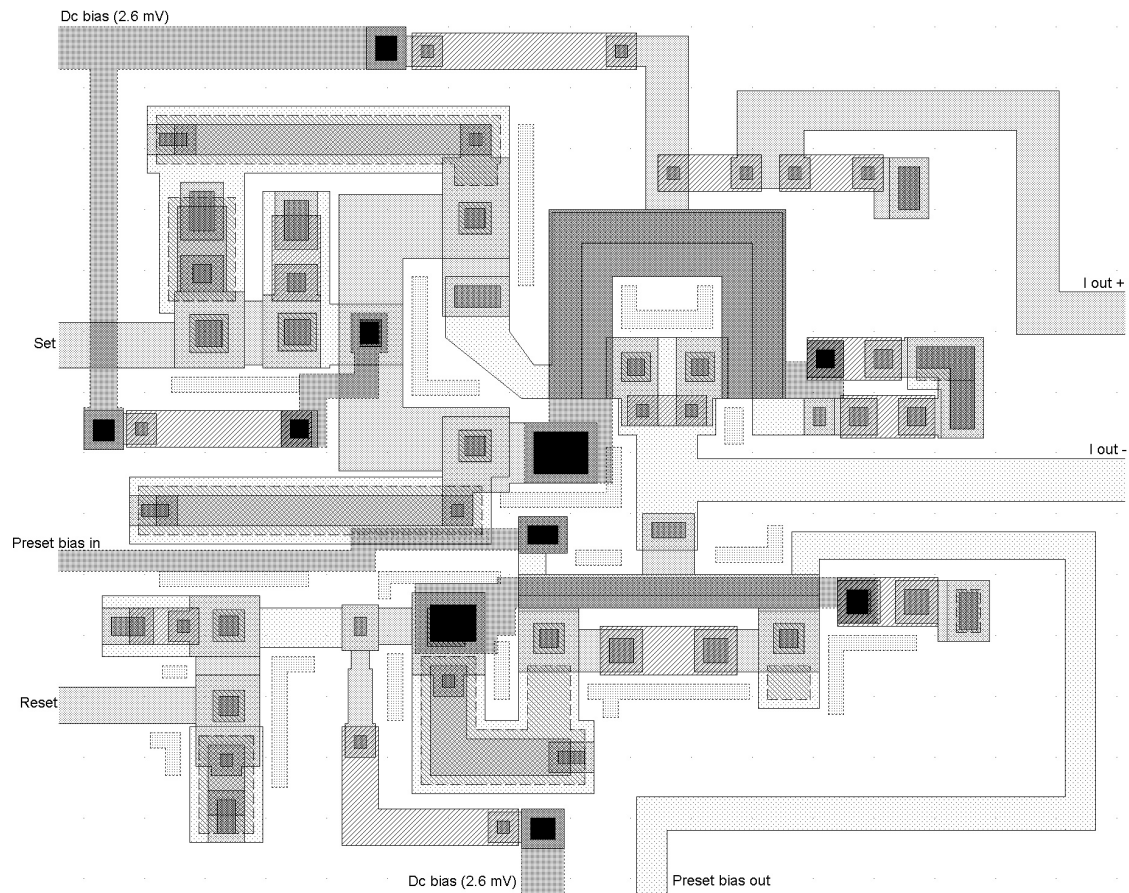 Dc bias (2.6 mV)
I out +
Set
I out -
Preset bias in
Reset
Dc bias (2.6 mV)
Preset bias out